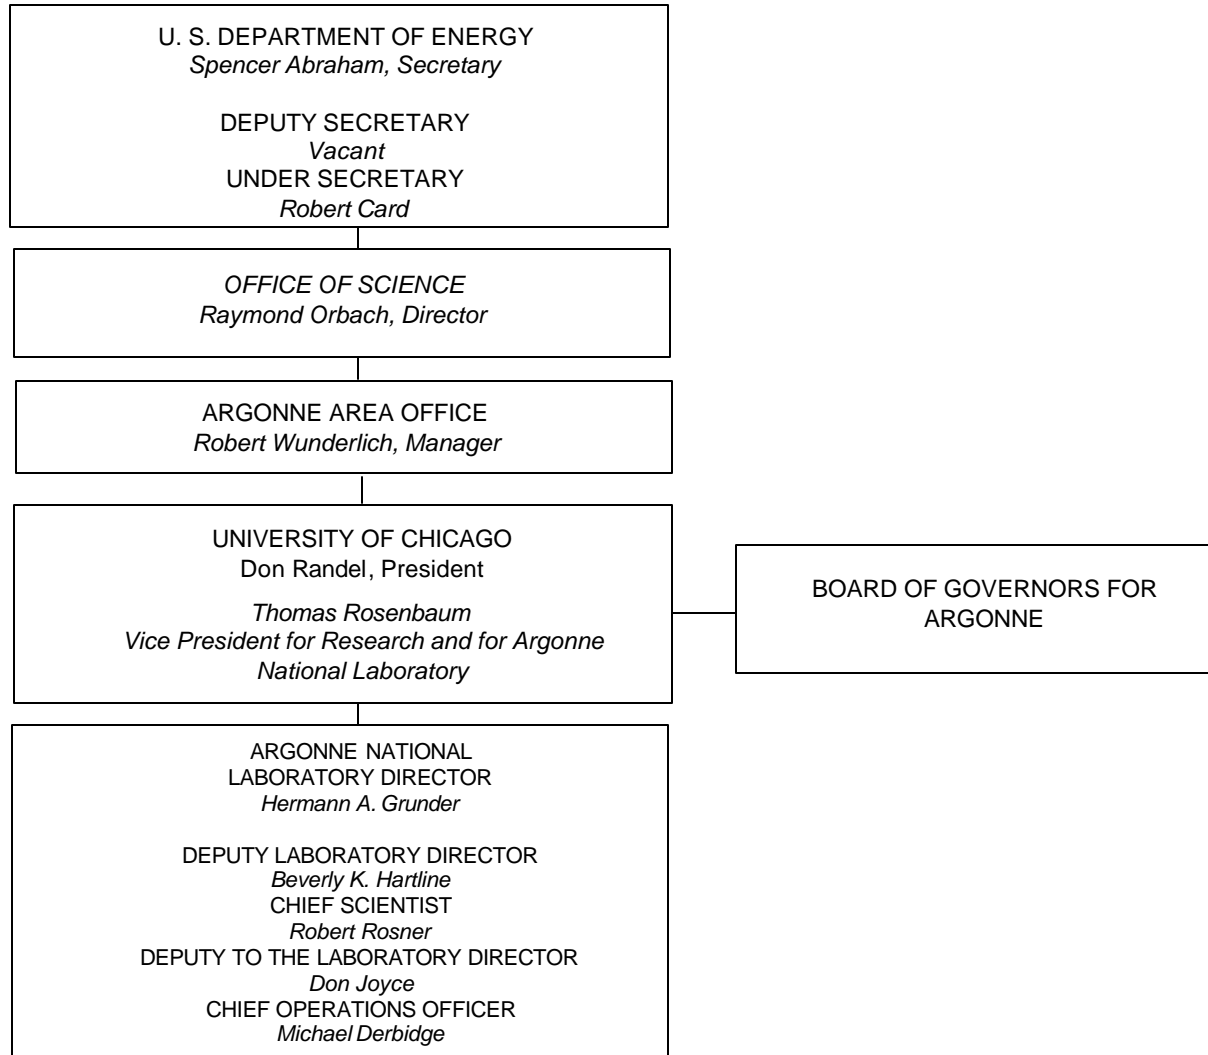 U. S. DEPARTMENT OF ENERGY
Spencer Abraham, Secretary
DEPUTY SECRETARY
Vacant
UNDER SECRETARY
Robert Card
OFFICE OF SCIENCE
Raymond Orbach, Director
ARGONNE AREA OFFICE
Robert Wunderlich, Manager
UNIVERSITY OF CHICAGO
Don Randel, President
Thomas Rosenbaum
Vice President for Research and for Argonne
National Laboratory
BOARD OF GOVERNORS FOR
ARGONNE
ARGONNE NATIONAL
LABORATORY DIRECTOR
Hermann A. Grunder
DEPUTY LABORATORY DIRECTOR
Beverly K. Hartline
CHIEF SCIENTIST
Robert Rosner
DEPUTY TO THE LABORATORY DIRECTOR
Don Joyce
CHIEF OPERATIONS OFFICER
Michael Derbidge